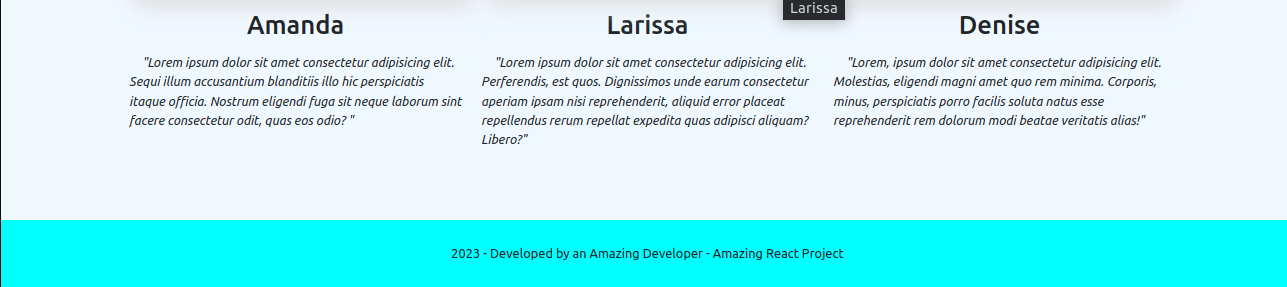 Larissa
Amanda
Larissa
Denise
"Lorem ipsum dolor sit amet consectetur adipisicing elit.
Sequi illum accusantium blanditiis illo hic perspiciatis
itaque officia. Nostrum eligendi fuga sit neque laborum sint
facere consectetur odit, quas eos odio? "
"Lorem ipsum dolor sit amet consectetur adipisicing elit.
Perferendis, est quos. Dignissimos unde earum consectetur
aperiam ipsam nisi reprehenderit, aliquid error placeat
repellendus rerum repellat expedita quas adipisci aliquam?
Libero?"
"Lorem, ipsum dolor sit amet consectetur adipisicing elit.
Molestias, eligendi magni amet quo rem minima. Corporis,
minus, perspiciatis porro facilis soluta natus esse
reprehenderit rem dolorum modi beatae veritatis alias!"
2023 - Developed by an Amazing Developer - Amazing React Project